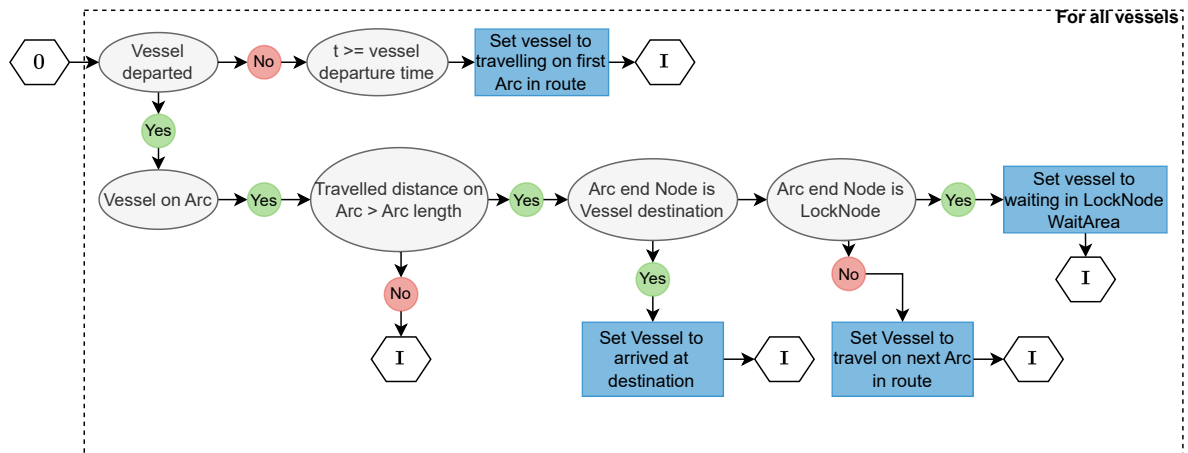 For all vessels
0
Vessel
departed
No
t >= vessel
departure time
Set vessel to
travelling on first
Arc in route
I
Yes
Vessel on Arc
Yes
Travelled distance on
Arc > Arc length
Yes
Arc end Node is
Vessel destination
Arc end Node is
LockNode
Yes
Set vessel to
waiting in LockNode
WaitArea
No
I
Yes
Set Vessel to
arrived at
destination
I
No
Set Vessel to
travel on next Arc
in route
I
I